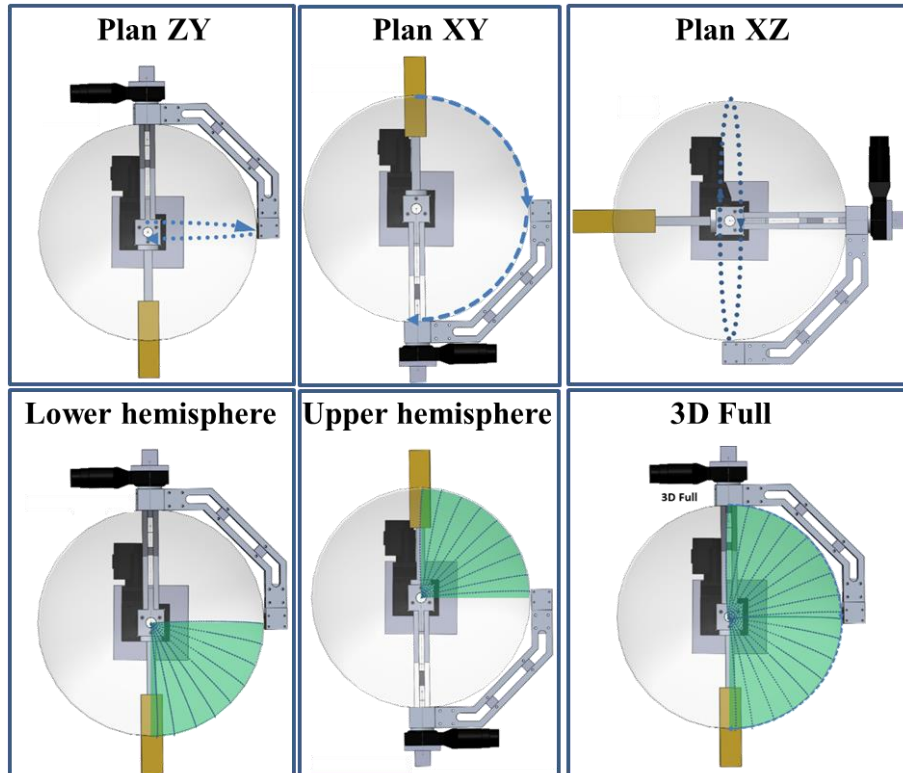 Plan ZY
Plan XY
Plan XZ
Lower hemisphere
Upper hemisphere
3D Full
3D Full